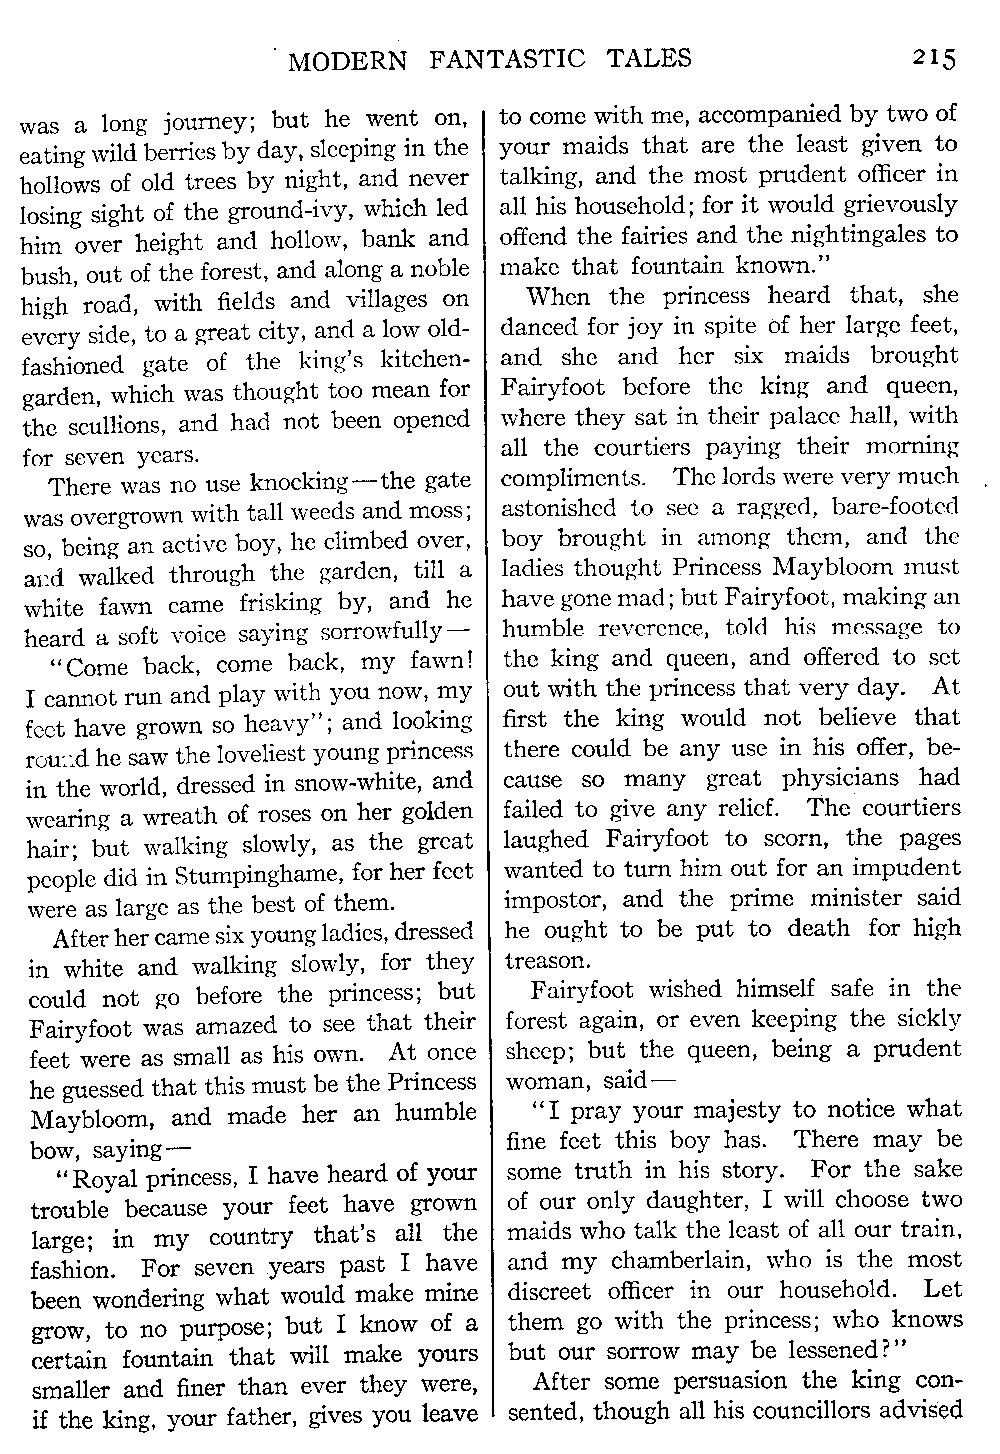 MODERN FANTASTIC TALES 215
was a long journey; but he went on,
eating wild berries by day, sleeping in the
hollows of old trees by night, and never
losing sight of the ground-ivy, which led
him over height and hollow, bank and
bush, out of the forest, and along a noble
high road, with fields and villages on
every side, to a great city, and a low old-
fashioned gate of the king's kitchen-
garden, which was thought too mean for
the scullions, and had not been opened
for seven years.
There was no use knocking—the gate
was overgrown with tall weeds and moss;
so, being an active boy, he climbed over,
and walked through the garden, till a
white fawn came frisking by, and he
heard a soft voice saying sorrowfully—
"Come back, come back, my fawn!
I cannot run and play with you now, my
feet have grown so heavy"; and looking
round he saw the loveliest young princess
in the world, dressed in snow-white, and
wearing a wreath of roses on her golden
hair; but walking slowly, as the great
people did in Stumpinghame, for her feet
were as large as the best of them.
After her came six young ladies, dressed
in white and walking slowly, for they
could not go before the princess; but
Fairyfoot was amazed to see that their
feet were as small as his own. At once
he guessed that this must be the Princess
Maybloom, and made her an humble
bow, saying—
"Royal princess, I have heard of your
trouble because your feet have grown
large; in my country that's all the
fashion. For seven years past I have
been wondering what would make mine
grow, to no purpose; but I know of a
certain fountain that will make yours
smaller and finer than ever they were,
if the king, your father, gives you leave
to come with me, accompanied by two of
your maids that are the least given to
talking, and the most prudent officer in
all his household; for it would grievously
offend the fairies and the nightingales to
make that fountain known."
When the princess heard that, she
danced for joy in spite of her large feet,
and she and her six maids brought
Fairyfoot before the king and queen,
where they sat in their palace hall, with
all the courtiers paying their morning
compliments. The lords were very much
astonished to see a ragged, bare-footed
boy brought in among them, and the
ladies thought Princess Maybloom must
have gone mad; but Fairyfoot, making an
humble reverence, told his message to
the king and queen, and offered to set
out with the princess that very day. At
first the king would not believe that
there could be any use in his offer, be-
cause so many great physicians had
failed to give any relief. The courtiers
laughed Fairyfoot to scorn, the pages
wanted to turn him out for an impudent
impostor, and the prime minister said
he ought to be put to death for high
treason.
Fairyfoot wished himself safe in the
forest again, or even keeping the sickly
sheep; but the queen, being a prudent
woman, said—
"I pray your majesty to notice what
fine feet this boy has. There may be
some truth in his story. For the sake
of our only daughter, I will choose two
maids who talk the least of all our train,
and my chamberlain, who is the most
discreet officer in our household. Let
them go with the princess; who knows
but our sorrow may be lessened?"
After some persuasion the king con-
sented, though all his councillors advised